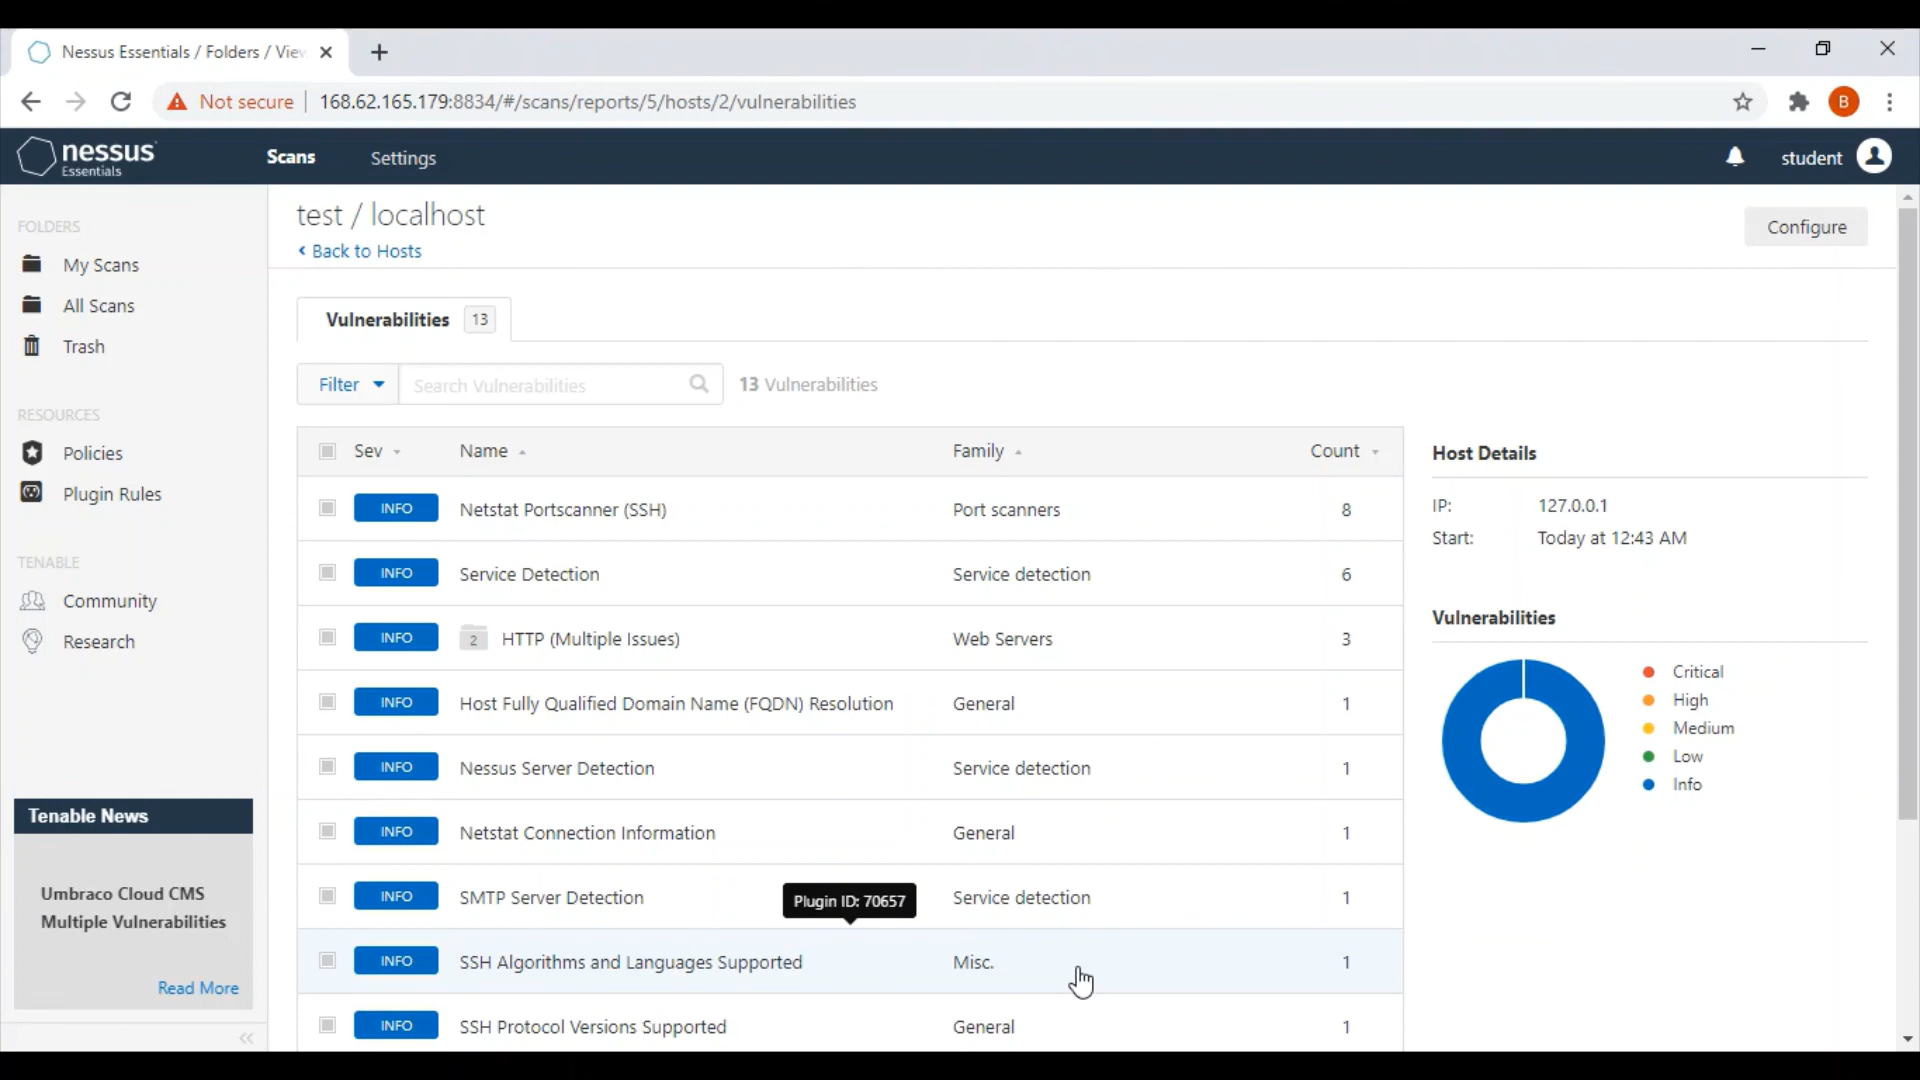 Nessus Essentials / Folders / View
Not secure 168.62.165.179:8834/#/scans/reports/5/hosts/2/vulnerabilities
B
nessus
Essentials
Scans
Settings
student
FOLDERS
My Scans
All Scans
Trash
RESOURCES
Policies
Plugin Rules
TENABLE
Community
Research
Tenable News
Umbraco Cloud CMS
Multiple Vulnerabilities
Read More
test / localhost
Back to Hosts
Configure
Vulnerabilities 13
Filter Search Vulnerabilities 13 Vulnerabilities
Sev Name Family Count
INFO Netstat Portscanner (SSH) Port scanners 8
INFO Service Detection Service detection 6
INFO 2 HTTP (Multiple Issues) Web Servers 3
INFO Host Fully Qualified Domain Name (FQDN) Resolution General 1
INFO Nessus Server Detection Service detection 1
INFO Netstat Connection Information General 1
INFO SMTP Server Detection Service detection 1
Plugin ID: 70657
INFO SSH Algorithms and Languages Supported Misc. 1
INFO SSH Protocol Versions Supported General 1
Host Details
IP: 127.0.0.1
Start: Today at 12:43 AM
Vulnerabilities
Critical
High
Medium
Low
Info